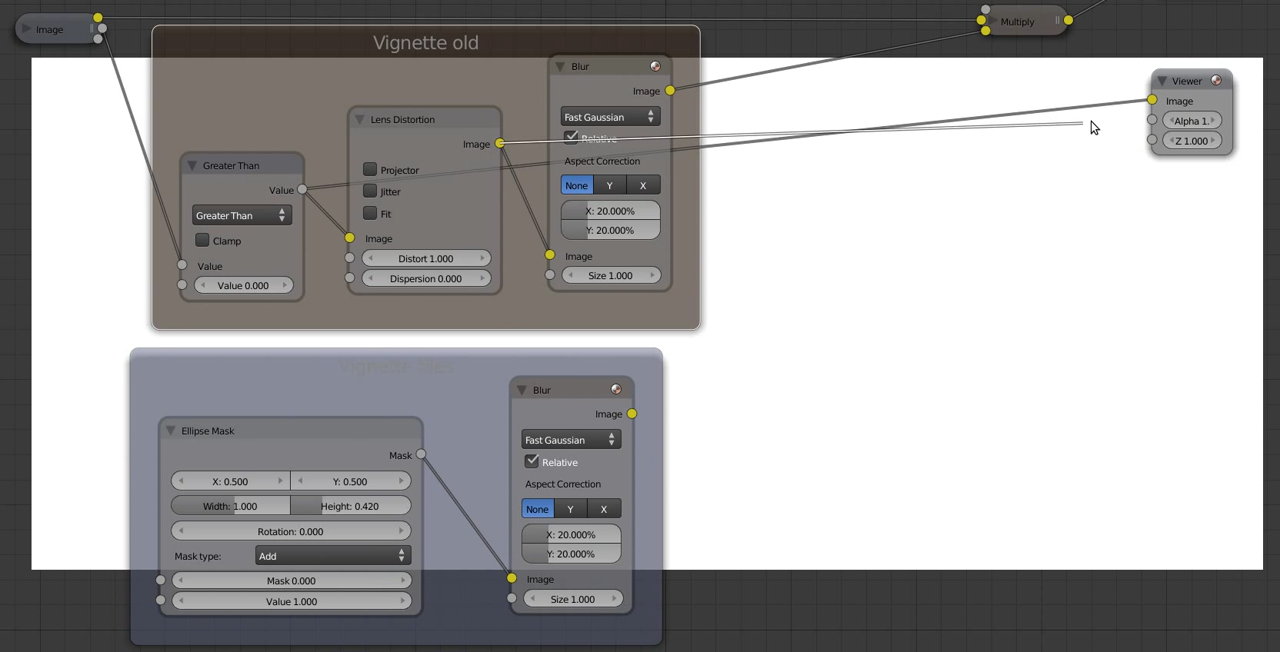 Image
Multiply
Vignette old
Viewer
Image
Alpha 1.
Z 1.000
Greater Than
Value
Greater Than
Clamp
Value
Value 0.000
Lens Distortion
Image
Projector
Jitter
Fit
Image
Distort 1.000
Dispersion 0.000
Blur
Image
Fast Gaussian
Relative
Aspect Correction
None Y X
X: 20.000%
Y: 20.000%
Image
Size 1.000
Ellipse Mask
Mask
X: 0.500 Y: 0.500
Width: 1.000 Height: 0.420
Rotation: 0.000
Mask type: Add
Mask 0.000
Value 1.000
Blur
Image
Fast Gaussian
Relative
Aspect Correction
None Y X
X: 20.000%
Y: 20.000%
Image
Size 1.000